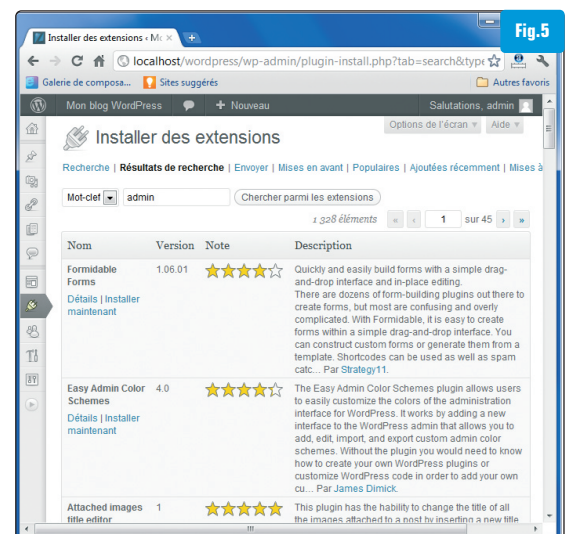 Fig.5
Installer des extensions ‹ M
localhost/wordpress/wp-admin/plugin-install.php?tab=search&type
Galerie de composa... Sites suggérés Autres favoris
Mon blog WordPress + Nouveau Salutations, admin
Options de l'écran Aide
Installer des extensions
Recherche | Résultats de recherche | Envoyer | Mises en avant | Populaires | Ajoutées récemment | Mises à
Mot-clef admin Chercher parmi les extensions
1 328 éléments « ‹ 1 sur 45 › »
Nom Version Note Description
Formidable Forms 1.06.01 Quickly and easily build forms with a simple drag-
and-drop interface and in-place editing.
Détails | Installer maintenant There are dozens of form-building plugins out there to
create forms, but most are confusing and overly
complicated. With Formidable, it is easy to create
forms within a simple drag-and-drop interface. You
can construct custom forms or generate them from a
template. Shortcodes can be used as well as spam
catc... Par Strategy11.
Easy Admin Color Schemes 4.0 The Easy Admin Color Schemes plugin allows users
to easily customize the colors of the administration
Détails | Installer maintenant interface for WordPress. It works by adding a new
interface to the WordPress admin that allows you to
add, edit, import, and export custom admin color
schemes. Without the plugin you would need to know
how to create your own WordPress plugins or
customize WordPress code in order to add your own
cu... Par James Dimick.
Attached images title editor 1 This plugin has the hability to change the title of all
the images attached to a post by inserting a new title